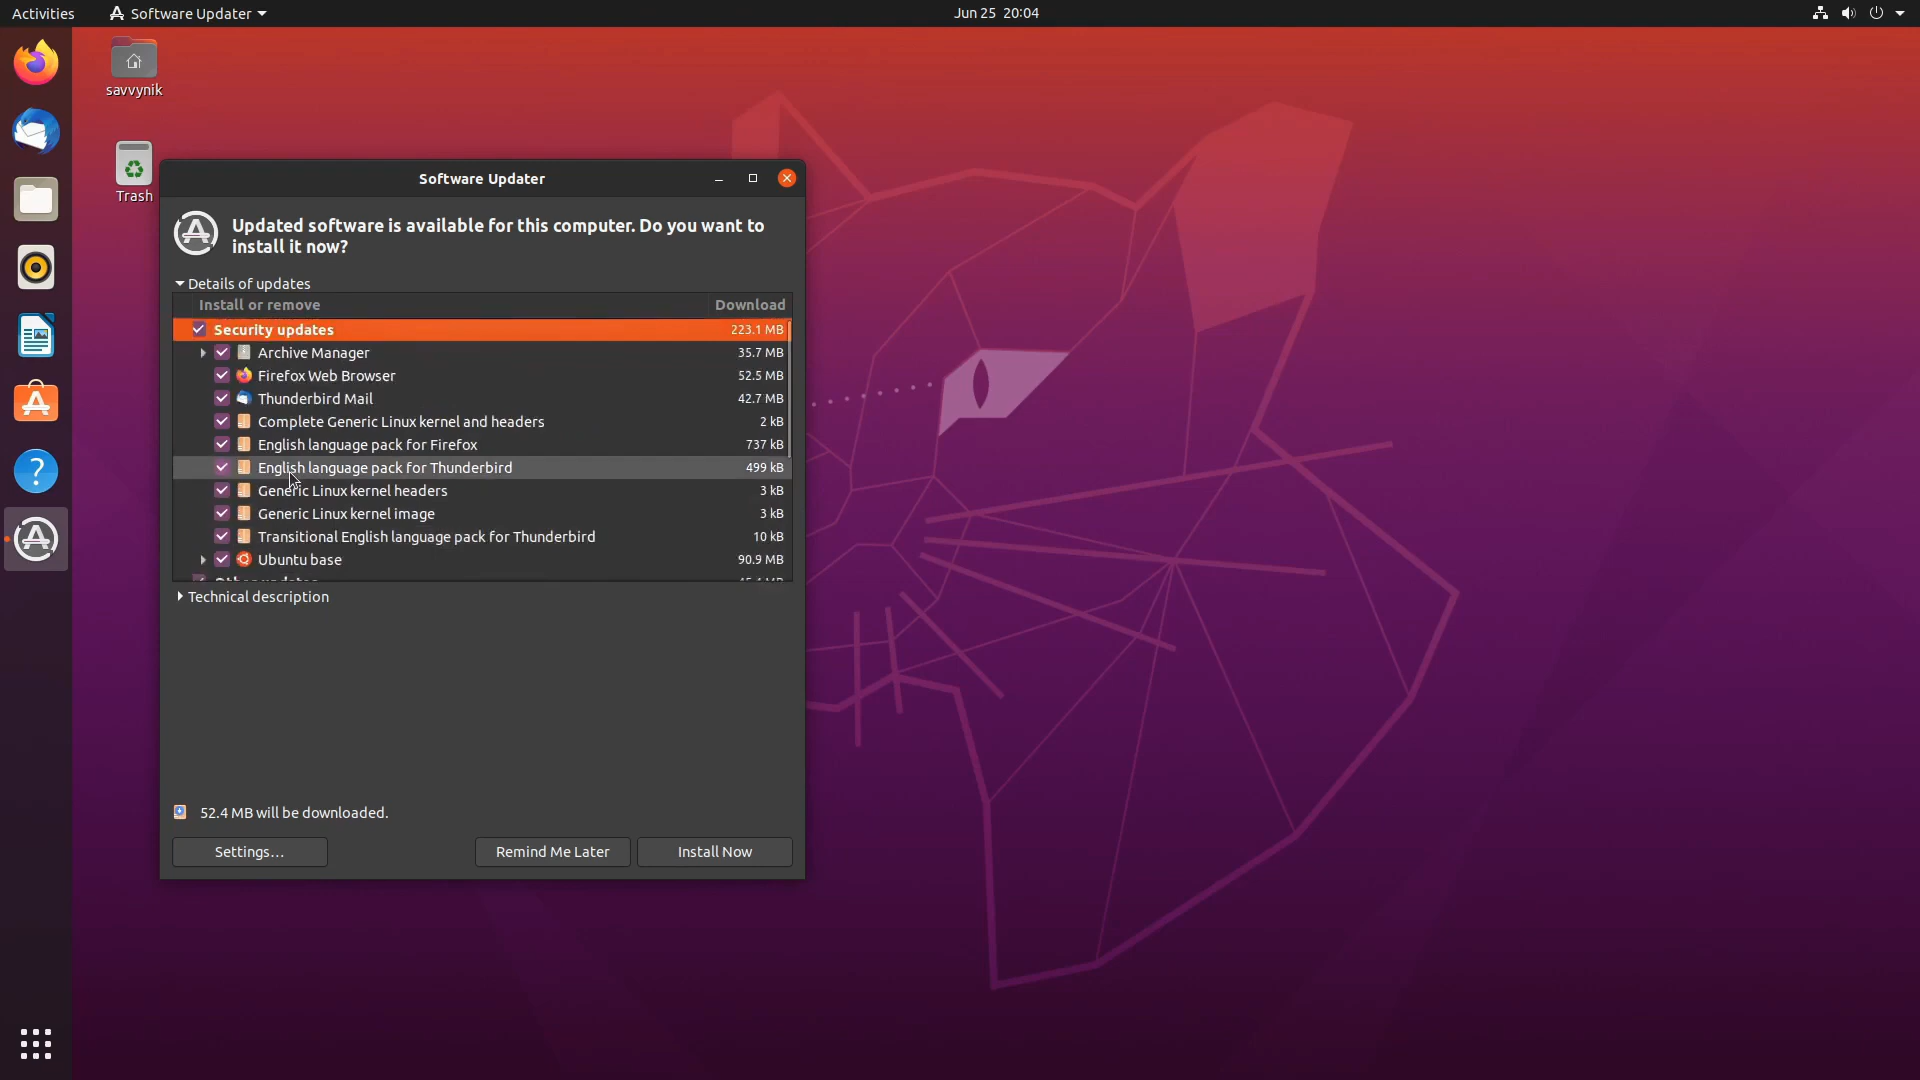 Activities
Software Updater
Jun 25 20:04
savvynik
Trash
Software Updater
Updated software is available for this computer. Do you want to
install it now?
Details of updates
Install or remove Download
Security updates 223.1 MB
Archive Manager 35.7 MB
Firefox Web Browser 52.5 MB
Thunderbird Mail 42.7 MB
Complete Generic Linux kernel and headers 2 kB
English language pack for Firefox 737 kB
English language pack for Thunderbird 499 kB
Generic Linux kernel headers 3 kB
Generic Linux kernel image 3 kB
Transitional English language pack for Thunderbird 10 kB
Ubuntu base 90.9 MB
Technical description
52.4 MB will be downloaded.
Settings…
Remind Me Later
Install Now